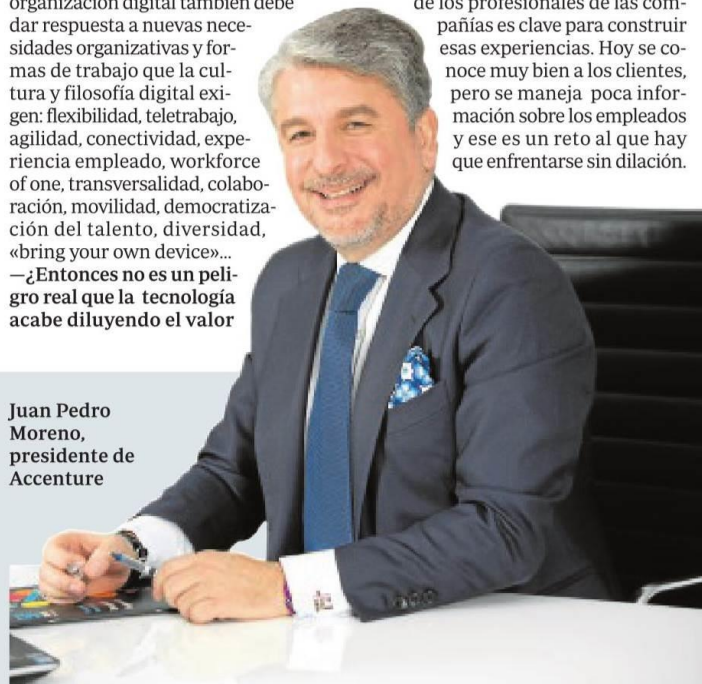 organización digital también debe
dar respuesta a nuevas nece-
sidades organizativas y for-
mas de trabajo que la cul-
tura y filosofía digital exi-
gen: flexibilidad, teletrabajo,
agilidad, conectividad, expe-
riencia empleado, workforce
of one, transversalidad, colabo-
ración, movilidad, democratiza-
ción del talento, diversidad,
«bring your own device»...
—¿Entonces no es un peli-
gro real que la tecnología
acabe diluyendo el valor
de los profesionales de las com-
pañías es clave para construir
esas experiencias. Hoy se co-
noce muy bien a los clientes,
pero se maneja poca infor-
mación sobre los empleados
y ese es un reto al que hay
que enfrentarse sin dilación.
Juan Pedro
Moreno,
presidente de
Accenture